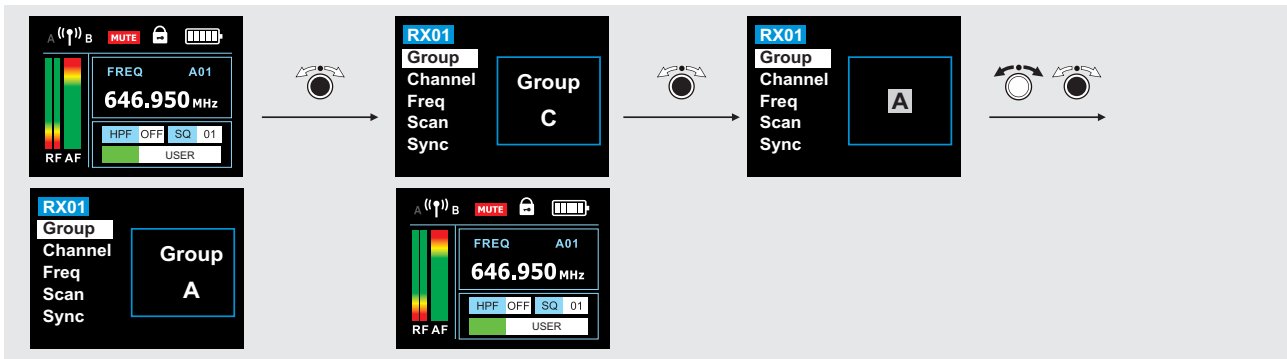 A B MUTE
FREQ A01
646.950 MHz
HPF OFF SQ 01
USER
RF AF
RX01
Group
Channel
Freq
Scan
Sync
Group
C
RX01
Group
Channel
Freq
Scan
Sync
A
RX01
Group
Channel
Freq
Scan
Sync
Group
A
A B MUTE
FREQ A01
646.950 MHz
HPF OFF SQ 01
USER
RF AF